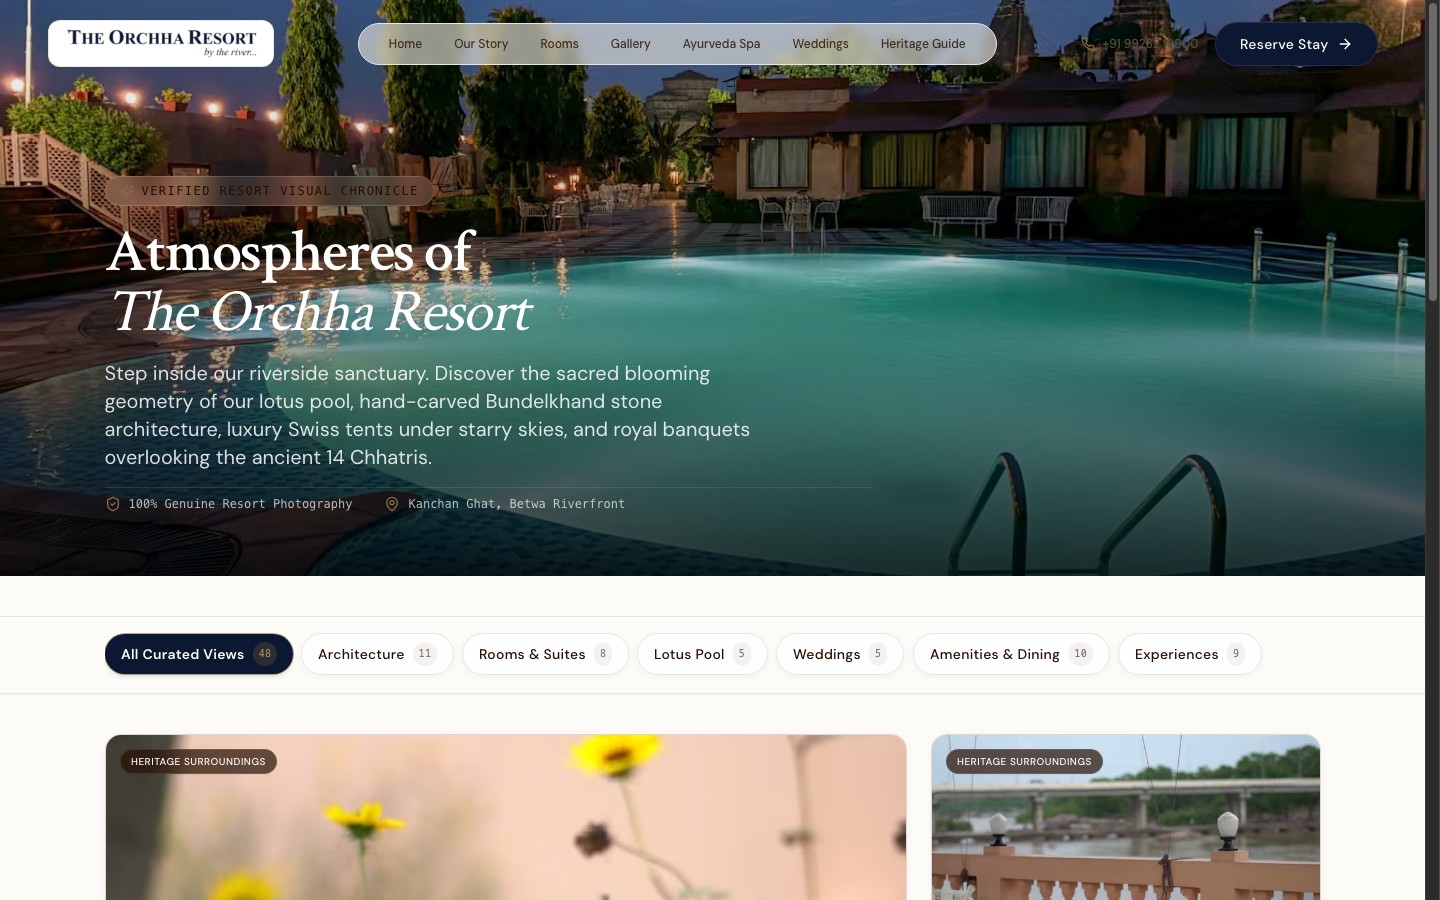 THE ORCHHA RESORT
by the river...
Home
Our Story
Rooms
Gallery
Ayurveda Spa
Weddings
Heritage Guide
Reserve Stay
VERIFIED RESORT VISUAL CHRONICLE
Atmospheres of
The Orchha Resort
Step inside our riverside sanctuary. Discover the sacred blooming
geometry of our lotus pool, hand-carved Bundelkhand stone
architecture, luxury Swiss tents under starry skies, and royal banquets
overlooking the ancient 14 Chhatris.
100% Genuine Resort Photography
Kanchan Ghat, Betwa Riverfront
All Curated Views 48
Architecture 11
Rooms & Suites 8
Lotus Pool 5
Weddings 5
Amenities & Dining 10
Experiences 9
HERITAGE SURROUNDINGS
HERITAGE SURROUNDINGS